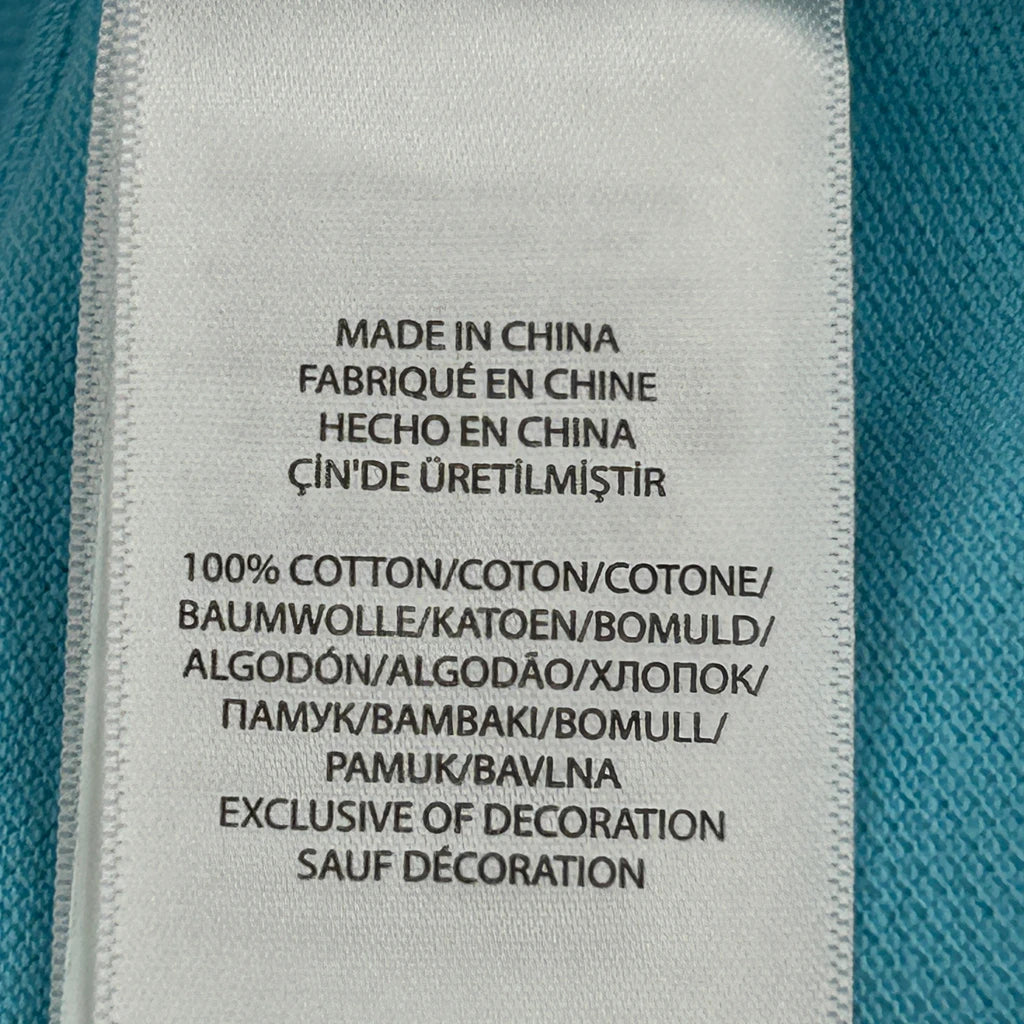 MADE IN CHINA
FABRIQUÉ EN CHINE
HECHO EN CHINA
ÇİN'DE ÜRETİLMİŞTİR
100% COTTON/COTON/COTONE/
BAUMWOLLE/KATOEN/BOMULD/
ALGODÓN/ALGODÃO/ХЛОПОК/
ПАМУК/ΒΑΜΒΑΚΙ/BOMULL/
PAMUK/BAVLNA
EXCLUSIVE OF DECORATION
SAUF DÉCORATION